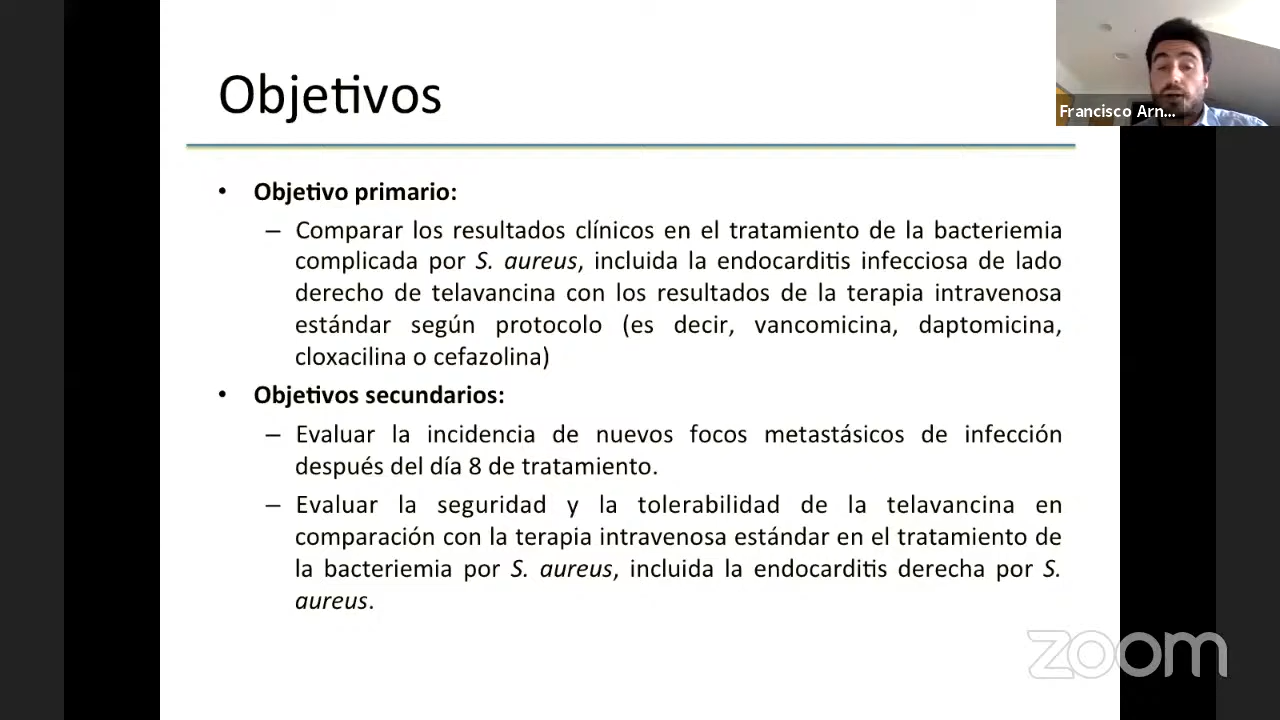 Objetivos
Francisco Arn...
• Objetivo primario:
– Comparar los resultados clínicos en el tratamiento de la bacteriemia
complicada por S. aureus, incluida la endocarditis infecciosa de lado
derecho de telavancina con los resultados de la terapia intravenosa
estándar según protocolo (es decir, vancomicina, daptomicina,
cloxacilina o cefazolina)
• Objetivos secundarios:
– Evaluar la incidencia de nuevos focos metastásicos de infección
después del día 8 de tratamiento.
– Evaluar la seguridad y la tolerabilidad de la telavancina en
comparación con la terapia intravenosa estándar en el tratamiento de
la bacteriemia por S. aureus, incluida la endocarditis derecha por S.
aureus.
zoom